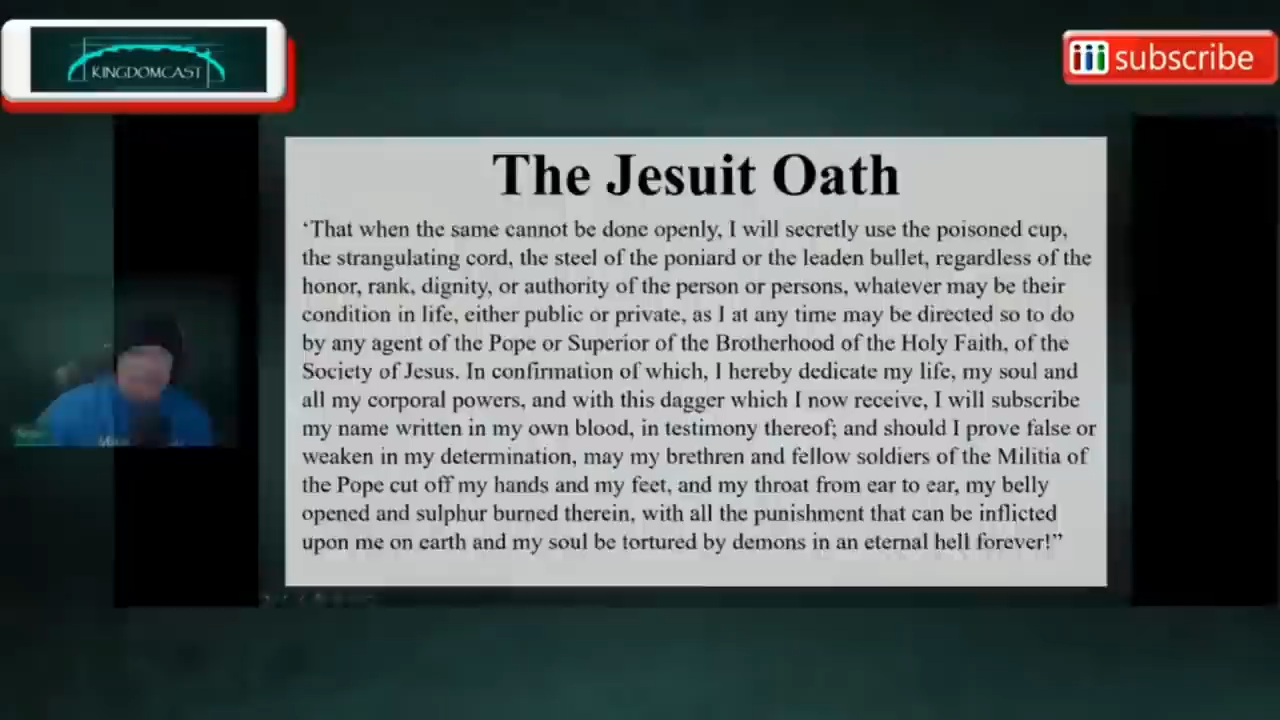 KINGDOMCAST
subscribe
The Jesuit Oath
‘That when the same cannot be done openly, I will secretly use the poisoned cup,
the strangulating cord, the steel of the poniard or the leaden bullet, regardless of the
honor, rank, dignity, or authority of the person or persons, whatever may be their
condition in life, either public or private, as I at any time may be directed so to do
by any agent of the Pope or Superior of the Brotherhood of the Holy Faith, of the
Society of Jesus. In confirmation of which, I hereby dedicate my life, my soul and
all my corporal powers, and with this dagger which I now receive, I will subscribe
my name written in my own blood, in testimony thereof; and should I prove false or
weaken in my determination, may my brethren and fellow soldiers of the Militia of
the Pope cut off my hands and my feet, and my throat from ear to ear, my belly
opened and sulphur burned therein, with all the punishment that can be inflicted
upon me on earth and my soul be tortured by demons in an eternal hell forever!”